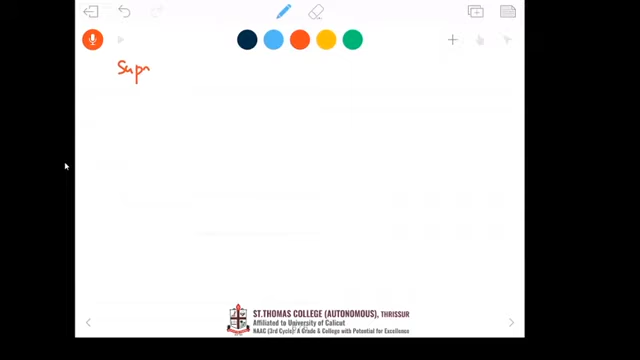 Sup
ST.THOMAS COLLEGE (AUTONOMOUS), THRISSUR
Affiliated to University of Calicut
NAAC (3rd Cycle)' A Grade & College with Potential for Excellence